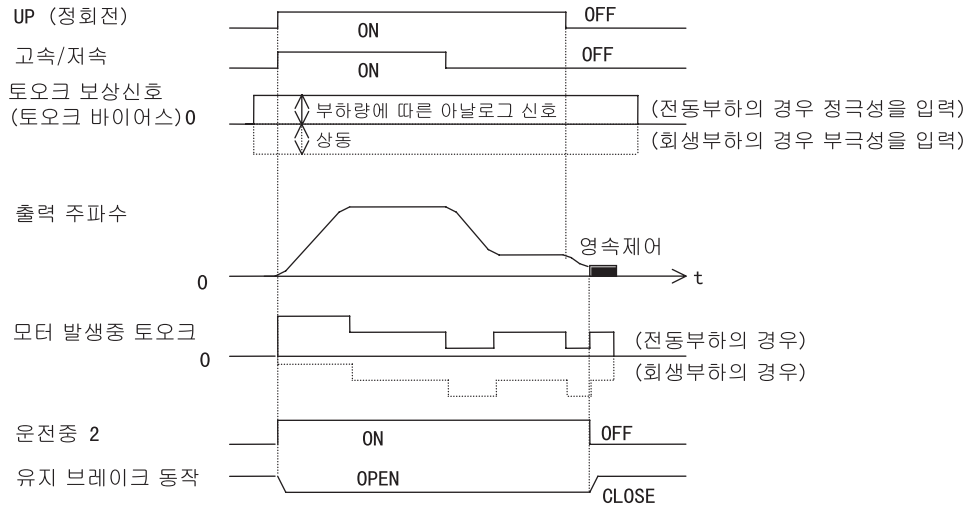 UP (정회전)
ON
OFF
고속/저속
ON
OFF
토오크 보상신호
(토오크 바이어스) 0
부하량에 따른 아날로그 신호
(전동부하의 경우 정극성을 입력)
상동
(회생부하의 경우 부극성을 입력)
출력 주파수
영속제어
0
t
모터 발생중 토오크
0
(전동부하의 경우)
(회생부하의 경우)
운전중 2
ON
OFF
유지 브레이크 동작
OPEN
CLOSE